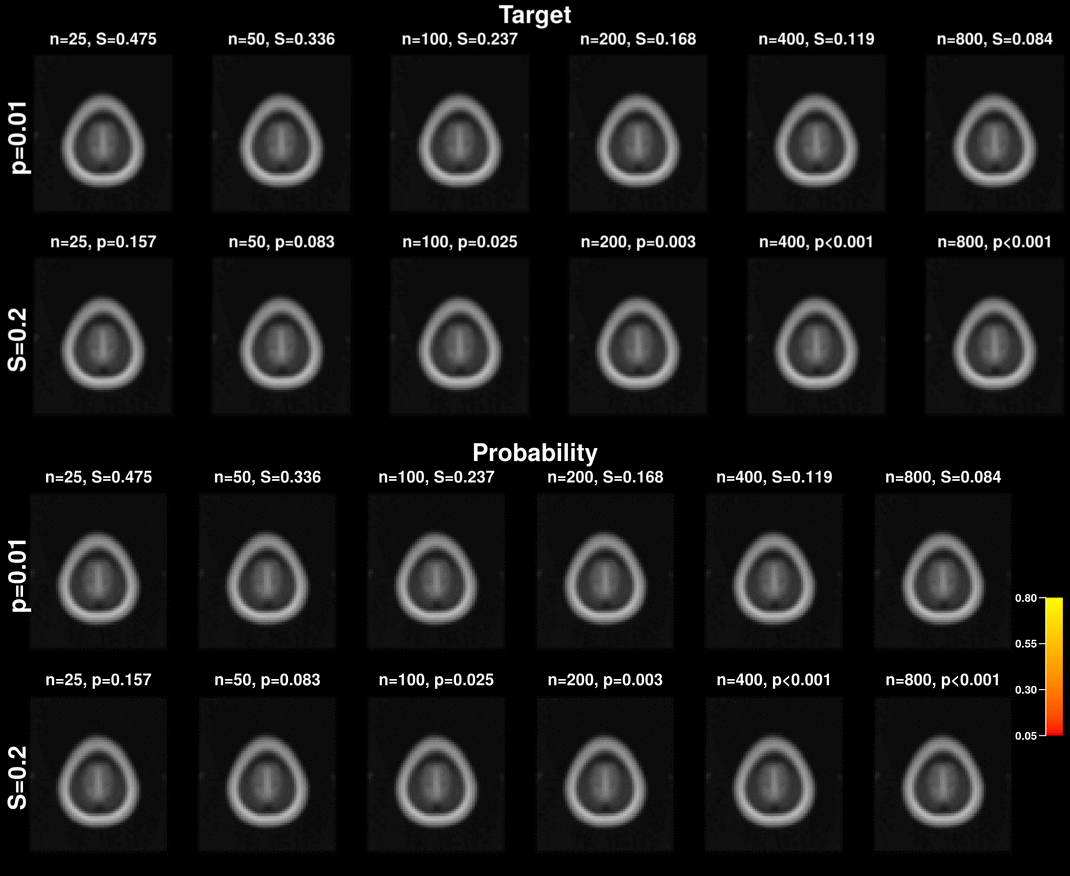 Target
n=25, S=0.475 n=50, S=0.336 n=100, S=0.237 n=200, S=0.168 n=400, S=0.119 n=800, S=0.084
p=0.01
n=25, p=0.157 n=50, p=0.083 n=100, p=0.025 n=200, p=0.003 n=400, p<0.001 n=800, p<0.001
S=0.2
Probability
n=25, S=0.475 n=50, S=0.336 n=100, S=0.237 n=200, S=0.168 n=400, S=0.119 n=800, S=0.084
p=0.01
0.80
0.55
0.30
0.05
n=25, p=0.157 n=50, p=0.083 n=100, p=0.025 n=200, p=0.003 n=400, p<0.001 n=800, p<0.001
S=0.2